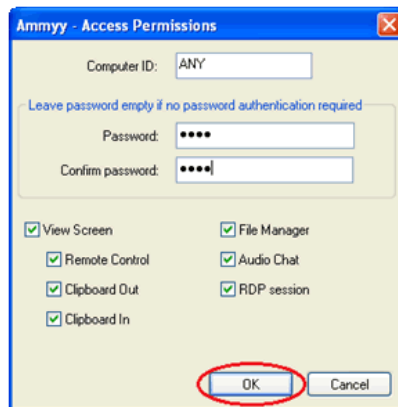 Ammyy - Access Permissions
Computer ID: ANY
Leave password empty if no password authentication required
Password: ••••
Confirm password: ••••
View Screen File Manager
Remote Control Audio Chat
Clipboard Out RDP session
Clipboard In
OK Cancel